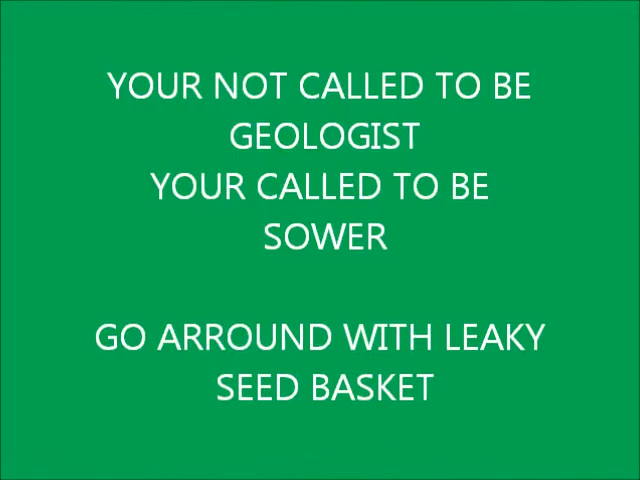 YOUR NOT CALLED TO BE
GEOLOGIST
YOUR CALLED TO BE
SOWER
GO ARROUND WITH LEAKY
SEED BASKET